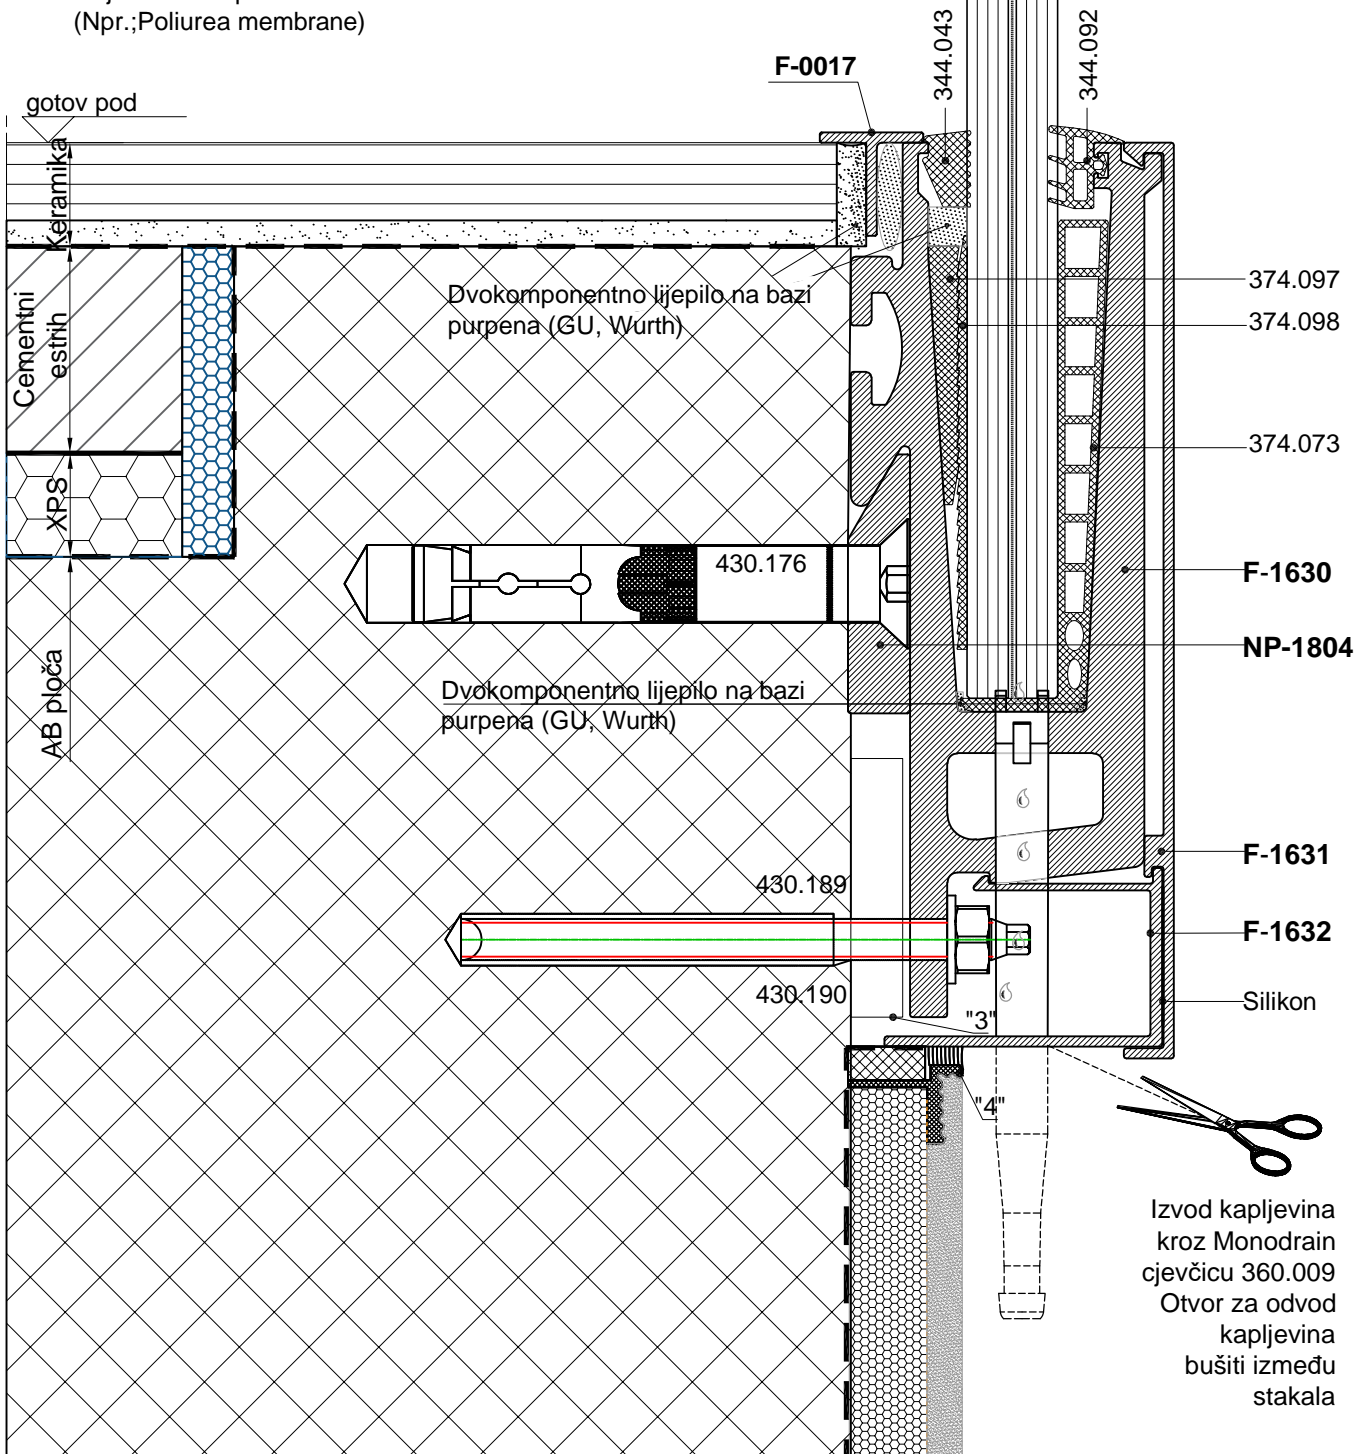 (Npr.;Poliurea membrane)
F-0017
344.043
344.092
gotov pod
Keramika
Cementni
estrih
XPS
AB ploča
Dvokomponentno lijepilo na bazi
purpena (GU, Wurth)
374.097
374.098
374.073
430.176
F-1630
NP-1804
Dvokomponentno lijepilo na bazi
purpena (GU, Wurth)
F-1631
430.189
F-1632
430.190
Silikon
"3"
"4"
Izvod kapljevina
kroz Monodrain
cjevčicu 360.009
Otvor za odvod
kapljevina
bušiti između
stakala